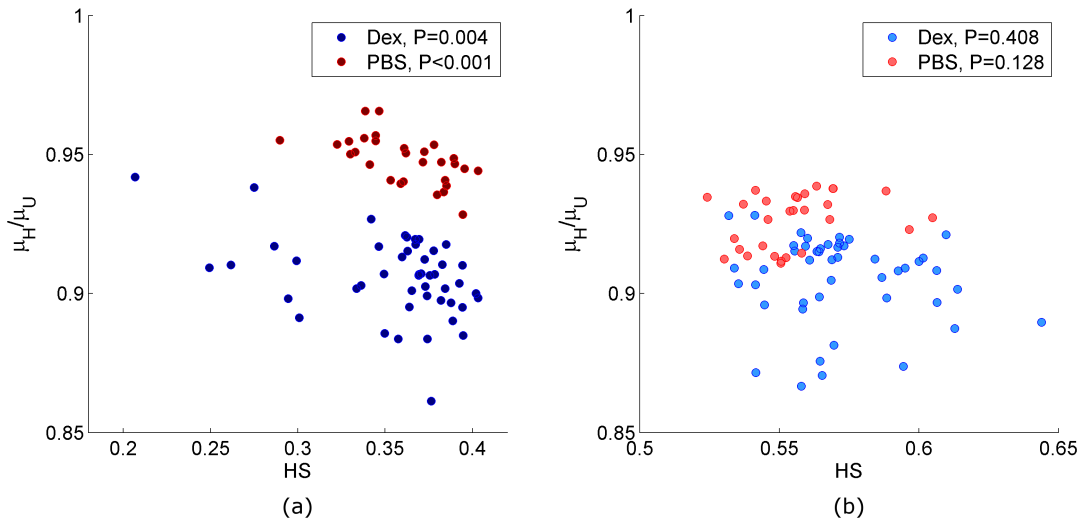 1
0.95
0.9
0.85
μH/μU
Dex, P=0.004
PBS, P<0.001
0.2 0.25 0.3 0.35 0.4
HS
(a)
1
0.95
0.9
0.85
μH/μU
Dex, P=0.408
PBS, P=0.128
0.5 0.55 0.6 0.65
HS
(b)